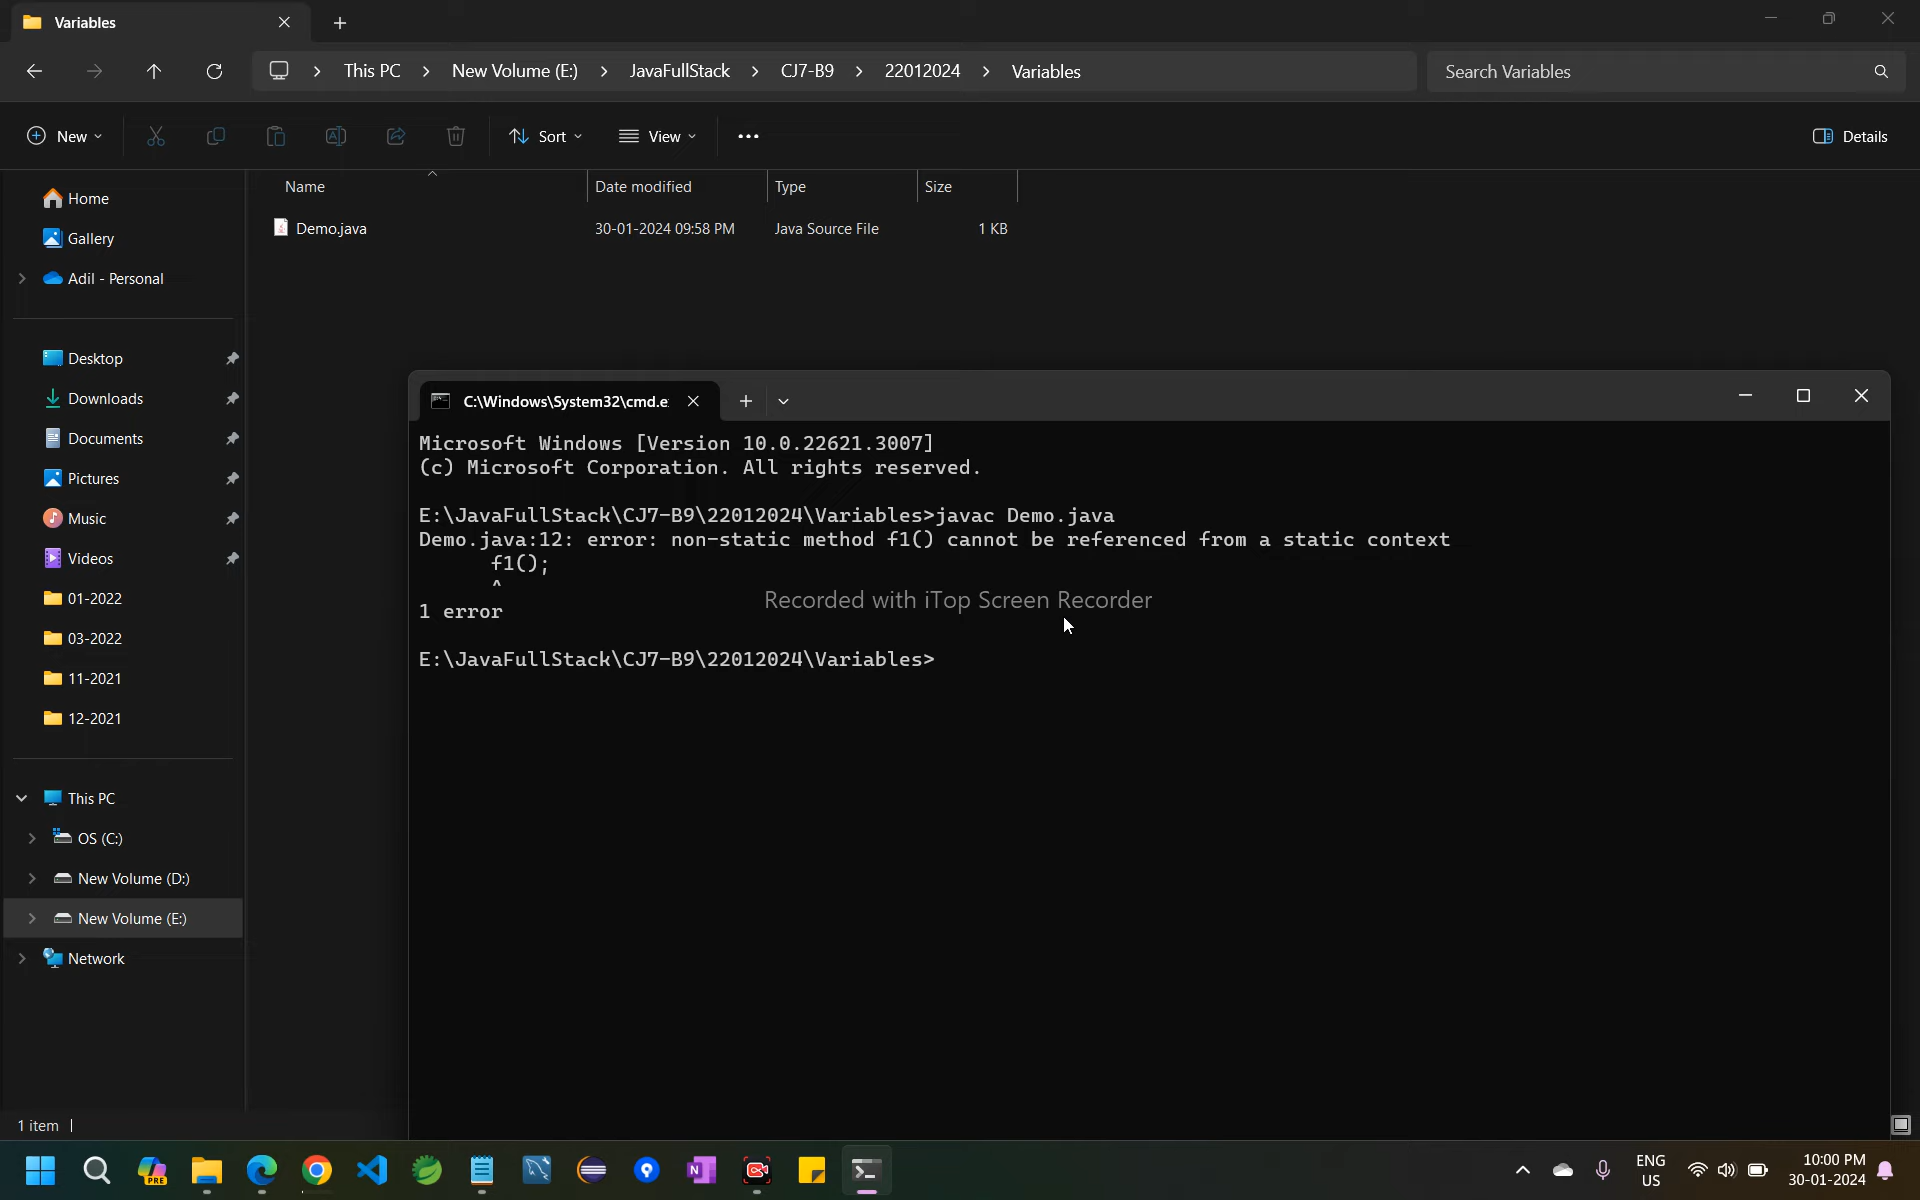 Variables
This PC > New Volume (E:) > JavaFullStack > CJ7-B9 > 22012024 > Variables
Search Variables
New
Sort
View
Details
Name
Date modified
Type
Size
Demo.java
30-01-2024 09:58 PM
Java Source File
1 KB
Home
Gallery
Adil - Personal
Desktop
Downloads
Documents
Pictures
Music
Videos
01-2022
03-2022
11-2021
12-2021
This PC
OS (C:)
New Volume (D:)
New Volume (E:)
Network
1 item
C:\Windows\System32\cmd.e
Microsoft Windows [Version 10.0.22621.3007]
(c) Microsoft Corporation. All rights reserved.
E:\JavaFullStack\CJ7-B9\22012024\Variables>javac Demo.java
Demo.java:12: error: non-static method f1() cannot be referenced from a static context
f1();
^
1 error
Recorded with iTop Screen Recorder
E:\JavaFullStack\CJ7-B9\22012024\Variables>
PRE
N
ENG
US
10:00 PM
30-01-2024